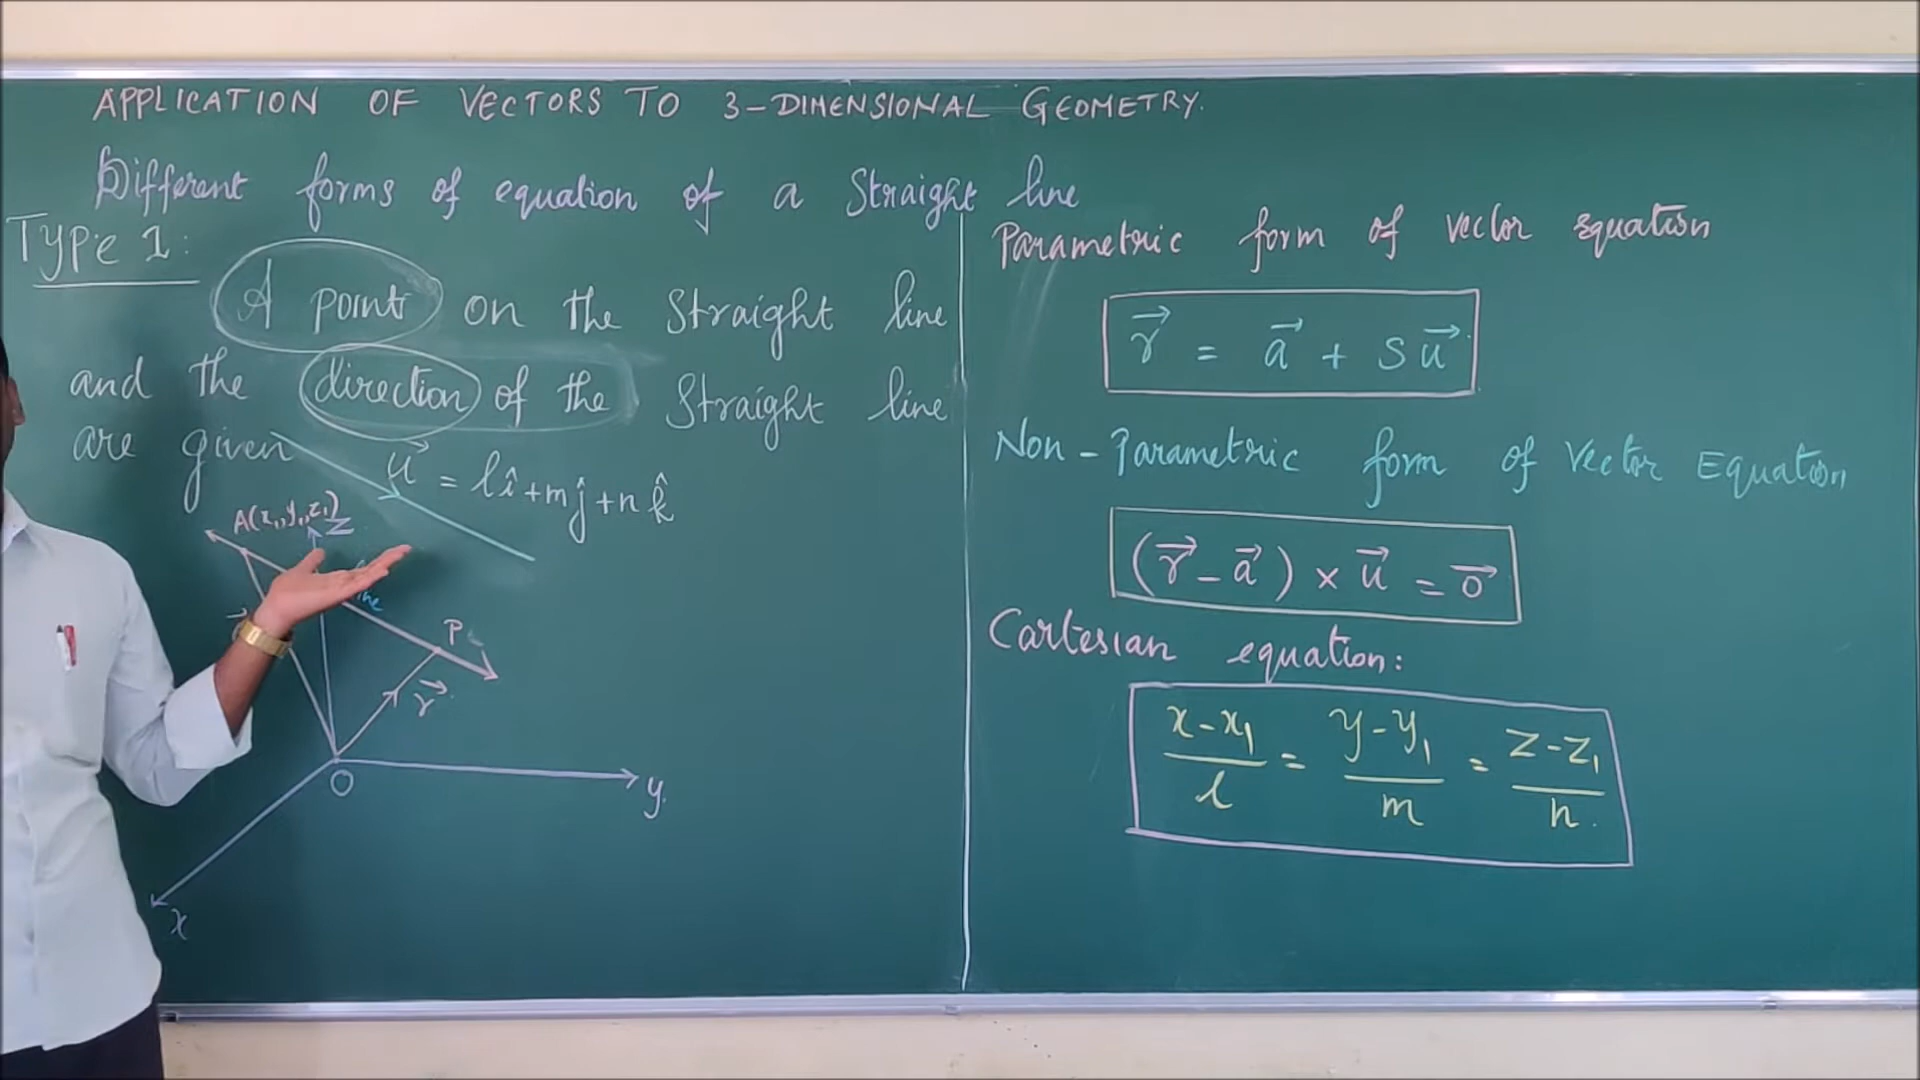 APPLICATION OF VECTORS TO 3-DIMENSIONAL GEOMETRY.
Different forms of equation of a Straight line
Type 1:
A point on the Straight line
and the direction of the Straight line
are given
u⃗ = lî + mĵ + nk̂
A(x₁,y₁,z₁)
Z
line
P
r⃗
O
y
x
Parametric form of vector equation
r⃗ = a⃗ + s u⃗
Non-Parametric form of Vector Equation
(r⃗ - a⃗) × u⃗ = 0⃗
Cartesian equation:
x-x₁/l = y-y₁/m = z-z₁/n.